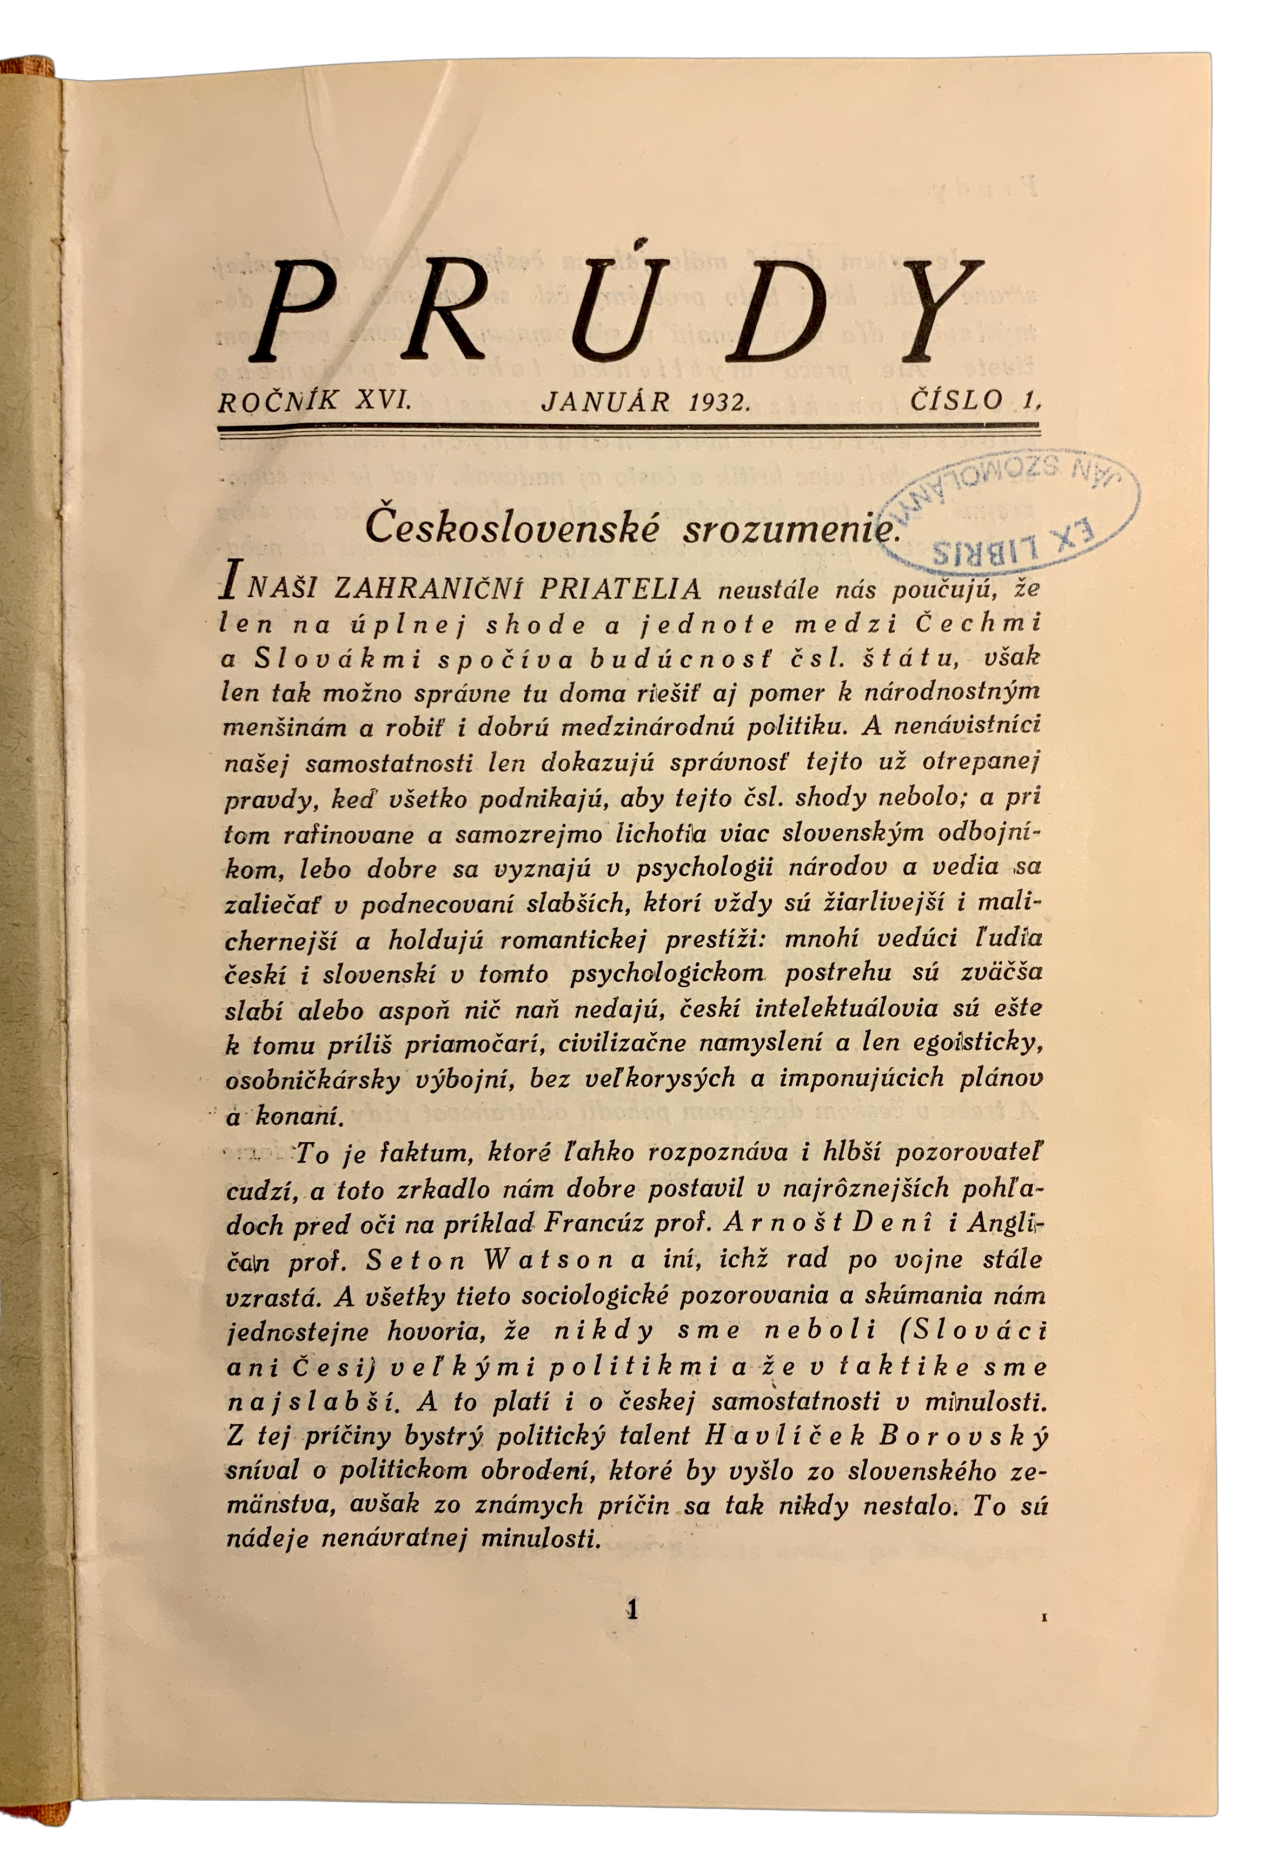 PRÚDY
ROČNÍK XVI. JANUÁR 1932. ČÍSLO 1.
JÁN SZOMOLÁNYI
EX LIBRIS
Československé srozumenie.
I NAŠI ZAHRANIČNÍ PRIATELIA neustále nás poučujú, že
len na úplnej shode a jednote medzi Čechmi
a Slovákmi spočíva budúcnosť čsl. štátu, však
len tak možno správne tu doma riešiť aj pomer k národnostným
menšinám a robiť i dobrú medzinárodnú politiku. A nenávistníci
našej samostatnosti len dokazujú správnosť tejto už otrepanej
pravdy, keď všetko podnikajú, aby tejto čsl. shody nebolo; a pri
tom rafinovane a samozrejmo lichotia viac slovenským odbojní-
kom, lebo dobre sa vyznajú v psychologii národov a vedia sa
zaliečať v podnecovaní slabších, ktorí vždy sú žiarlivejší i mali-
chernejší a holdujú romantickej prestíži: mnohí vedúci ľudia
českí i slovenskí v tomto psychologickom postrehu sú zväčša
slabí alebo aspoň nič naň nedajú, českí intelektuálovia sú ešte
k tomu príliš priamočarí, civilizačne namyslení a len egoisticky,
osobničkársky výbojní, bez veľkorysých a imponujúcich plánov
a konaní.
To je faktum, ktoré ľahko rozpoznáva i hlbší pozorovateľ
cudzí, a toto zrkadlo nám dobre postavil v najrôznejších pohľa-
doch pred oči na príklad Francúz prof. Arnošt Denî i Angli-
čan prof. Seton Watson a iní, ichž rad po vojne stále
vzrastá. A všetky tieto sociologické pozorovania a skúmania nám
jednostejne hovoria, že nikdy sme neboli (Slováci
ani Česi) veľkými politikmi a že v taktike sme
najslabší. A to platí i o českej samostatnosti v minulosti.
Z tej príčiny bystrý politický talent Havlíček Borovský
sníval o politickom obrodení, ktoré by vyšlo zo slovenského ze-
mänstva, avšak zo známych príčin sa tak nikdy nestalo. To sú
nádeje nenávratnej minulosti.
1
1